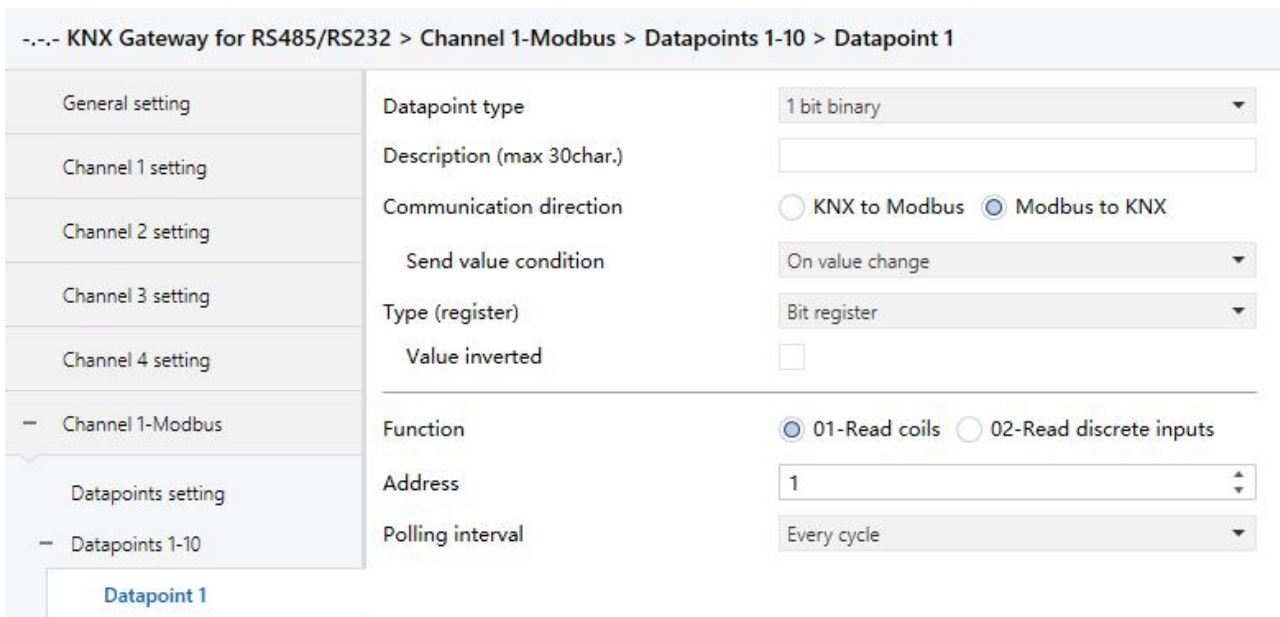 -.-.- KNX Gateway for RS485/RS232 > Channel 1-Modbus > Datapoints 1-10 > Datapoint 1
General setting
Channel 1 setting
Channel 2 setting
Channel 3 setting
Channel 4 setting
– Channel 1-Modbus
Datapoints setting
– Datapoints 1-10
Datapoint 1
Datapoint type 1 bit binary
Description (max 30char.)
Communication direction KNX to Modbus Modbus to KNX
Send value condition On value change
Type (register) Bit register
Value inverted
Function 01-Read coils 02-Read discrete inputs
Address 1
Polling interval Every cycle